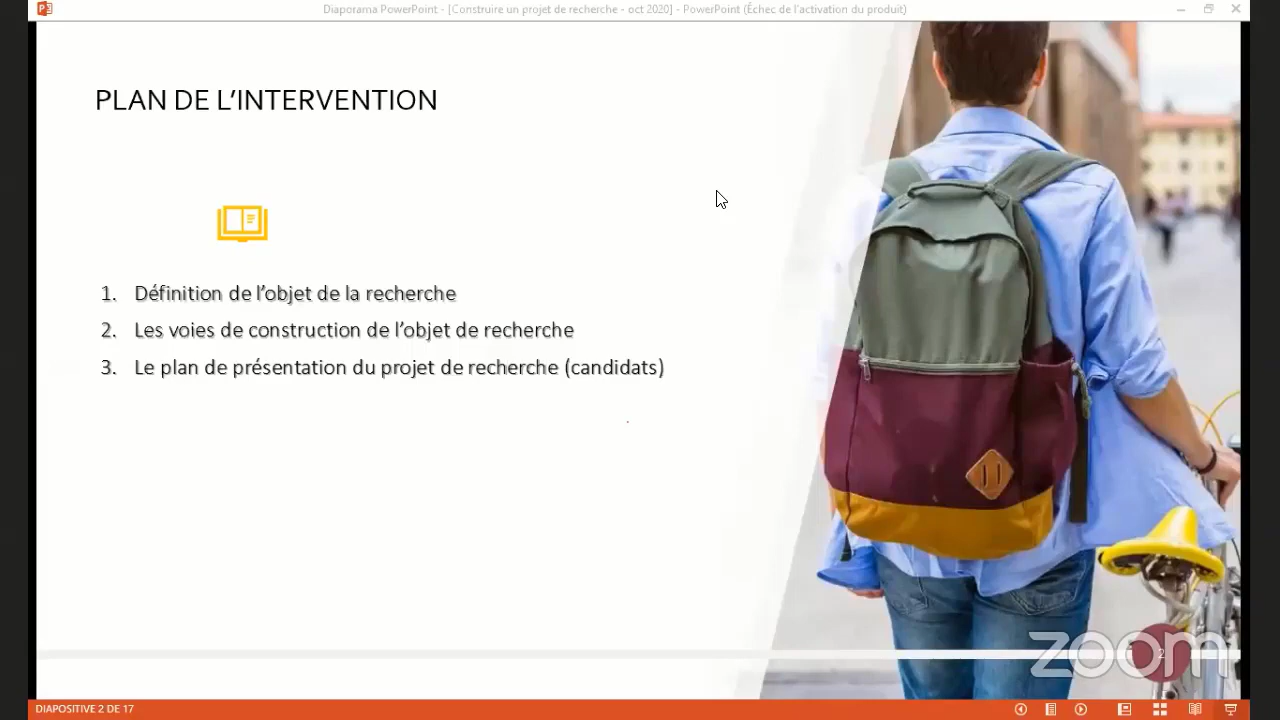 Diaporama PowerPoint - [Construire un projet de recherche - oct 2020] - PowerPoint (Échec de l'activation du produit)
PLAN DE L’INTERVENTION
1. Définition de l’objet de la recherche
2. Les voies de construction de l’objet de recherche
3. Le plan de présentation du projet de recherche (candidats)
zoom
2
DIAPOSITIVE 2 DE 17